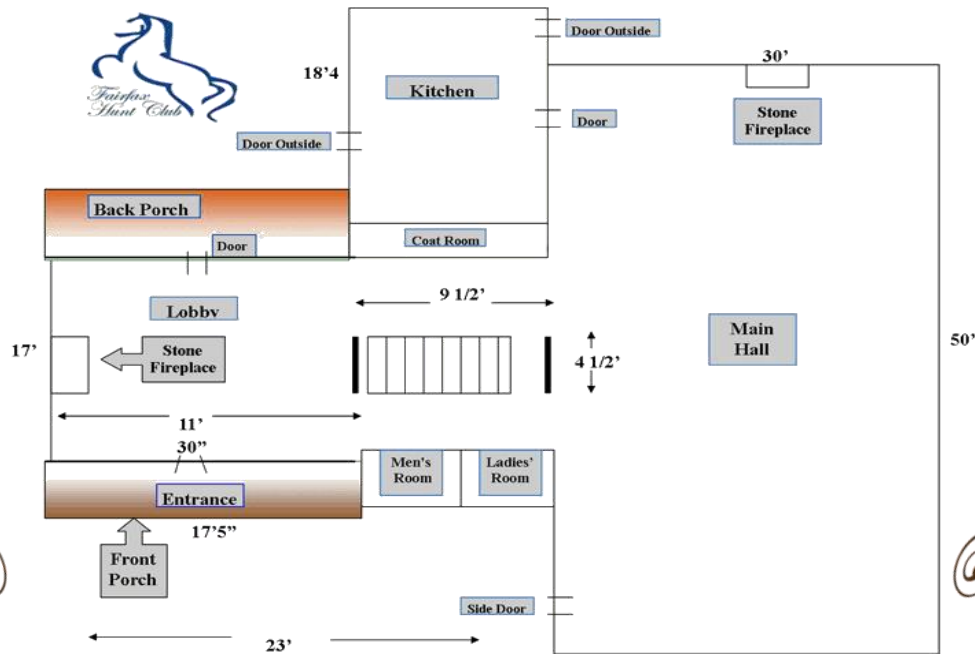 Door Outside
18'4
30'
Kitchen
Fairfax
Hunt Club
Stone
Fireplace
Door
Door Outside
Back Porch
Door
Coat Room
9 1/2'
Lobby
Main
Hall
17'
Stone
Fireplace
4 1/2'
50'
11'
30”
Men's
Room
Ladies'
Room
Entrance
17'5”
Front
Porch
Side Door
23'